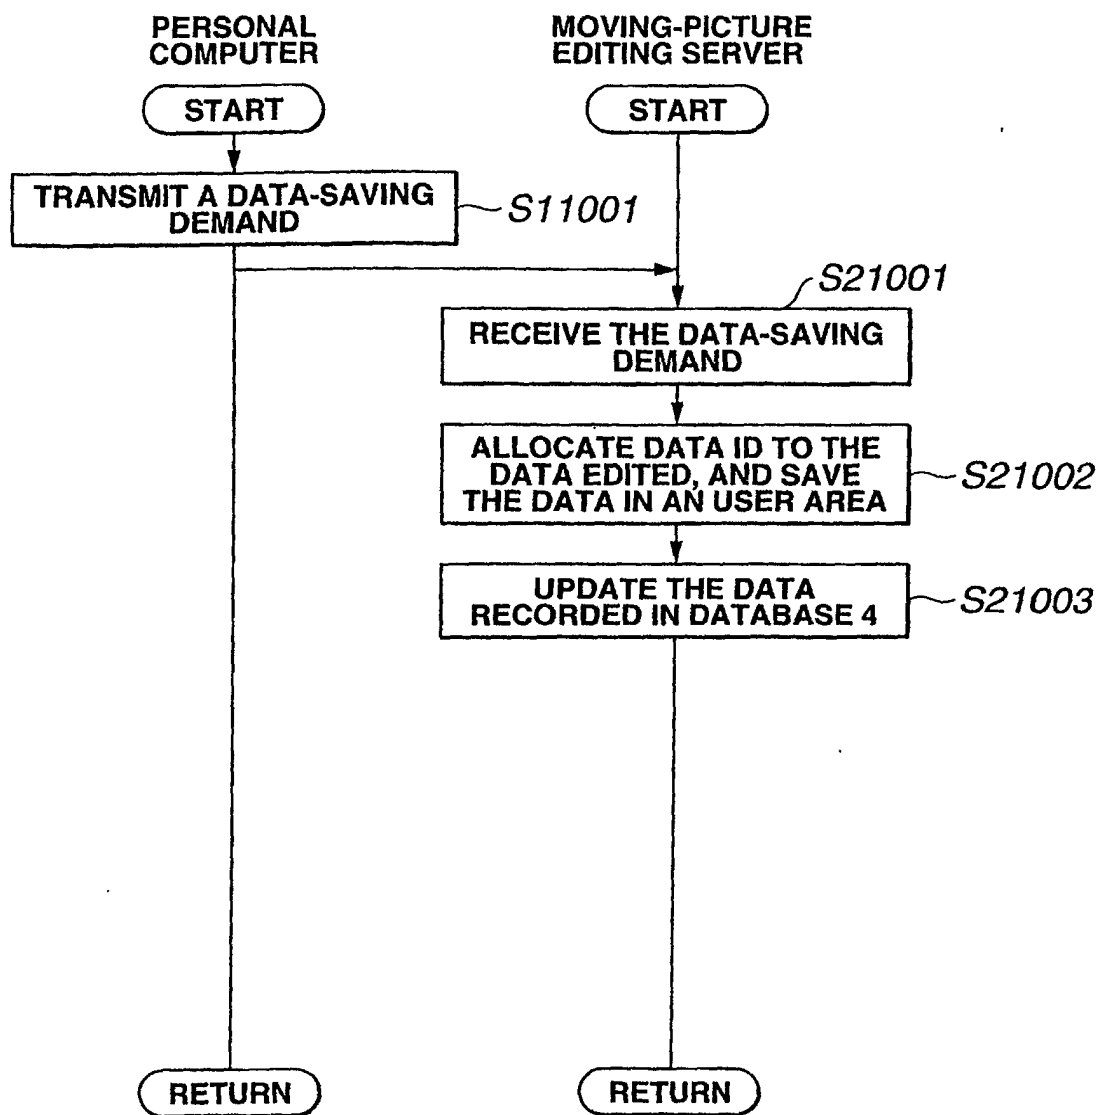 PERSONAL
COMPUTER
MOVING-PICTURE
EDITING SERVER
START
START
TRANSMIT A DATA-SAVING
DEMAND
S11001
S21001
RECEIVE THE DATA-SAVING
DEMAND
ALLOCATE DATA ID TO THE
DATA EDITED, AND SAVE
THE DATA IN AN USER AREA
S21002
UPDATE THE DATA
RECORDED IN DATABASE 4
S21003
RETURN
RETURN